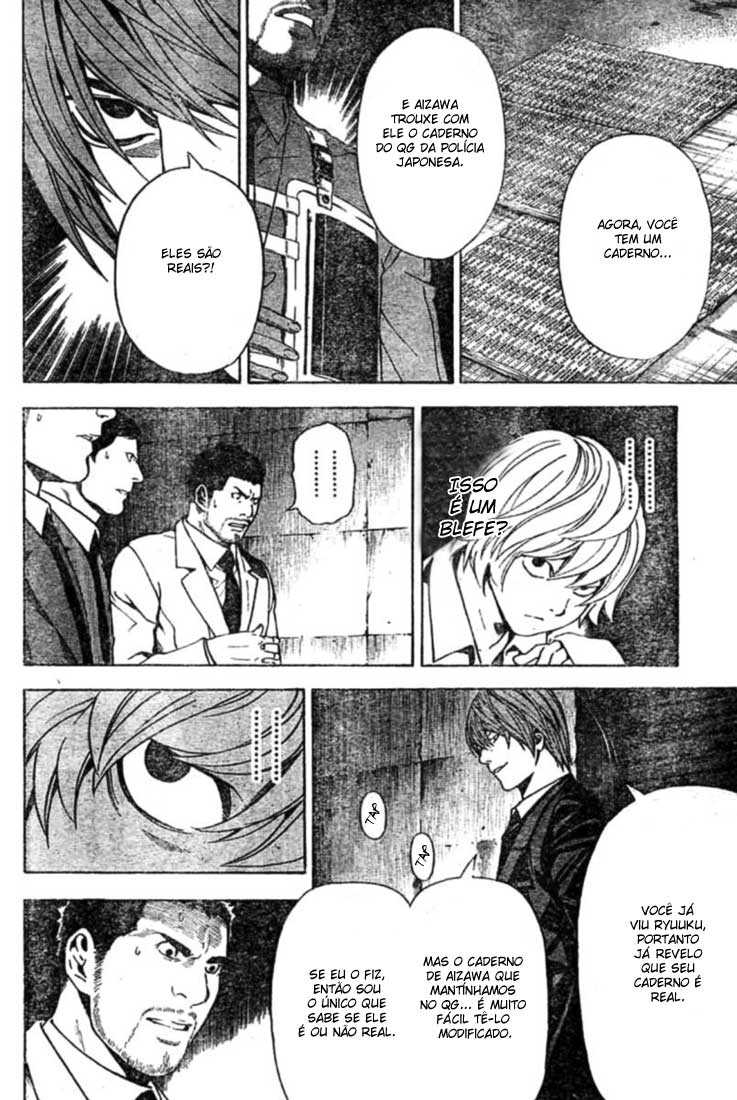 AGORA, VOCÊ
TEM UM
CADERNO...
E AIZAWA
TROUXE COM
ELE O CADERNO
DO QG DA POLÍCIA
JAPONESA.
ELES SÃO
REAIS?!
ISSO
É UM
BLEFE?
TAP
TAP
VOCÊ JÁ
VIU RYUUKU,
PORTANTO
JÁ REVELO
QUE SEU
CADERNO É
REAL.
MAS O CADERNO
DE AIZAWA QUE
MANTÍNHAMOS
NO QG... É MUITO
FÁCIL TÊ-LO
MODIFICADO.
SE EU O FIZ,
ENTÃO SOU
O ÚNICO QUE
SABE SE ELE
É OU NÃO REAL.